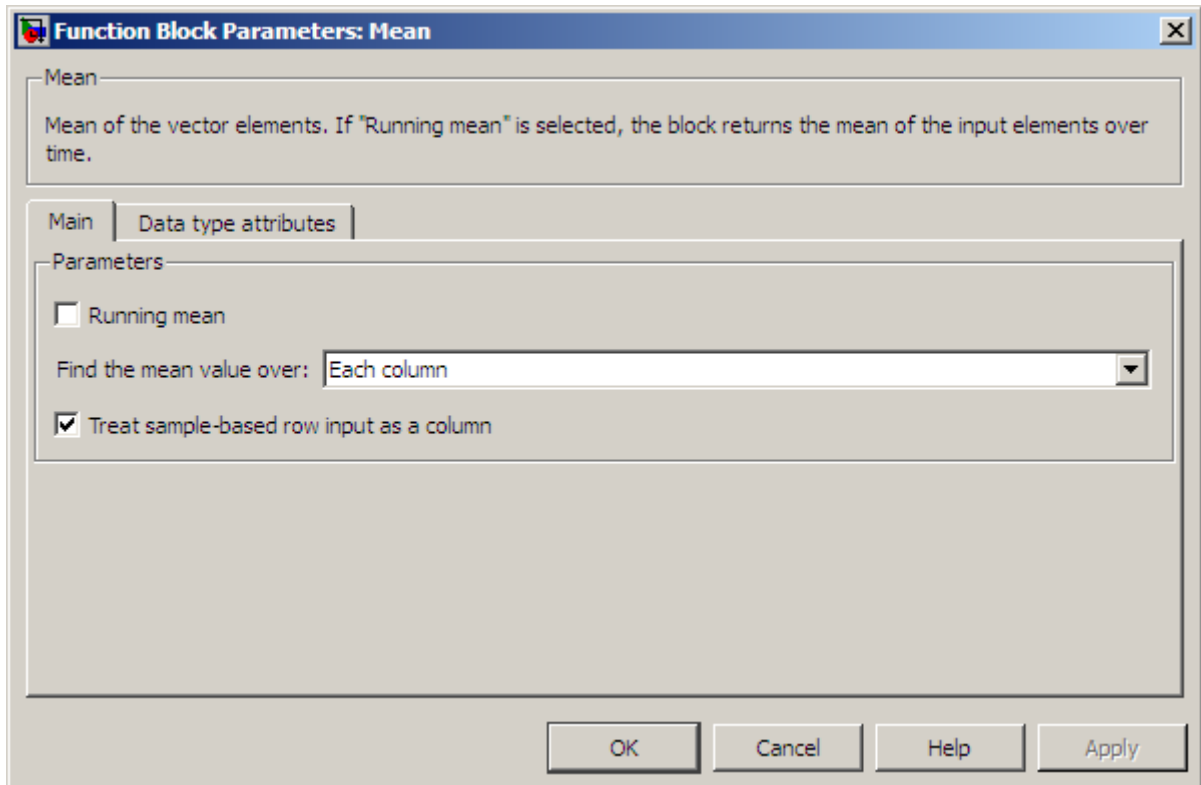 Function Block Parameters: Mean
Mean
Mean of the vector elements. If "Running mean" is selected, the block returns the mean of the input elements over
time.
Main
Data type attributes
Parameters
Running mean
Find the mean value over: Each column
Treat sample-based row input as a column
OK Cancel Help Apply